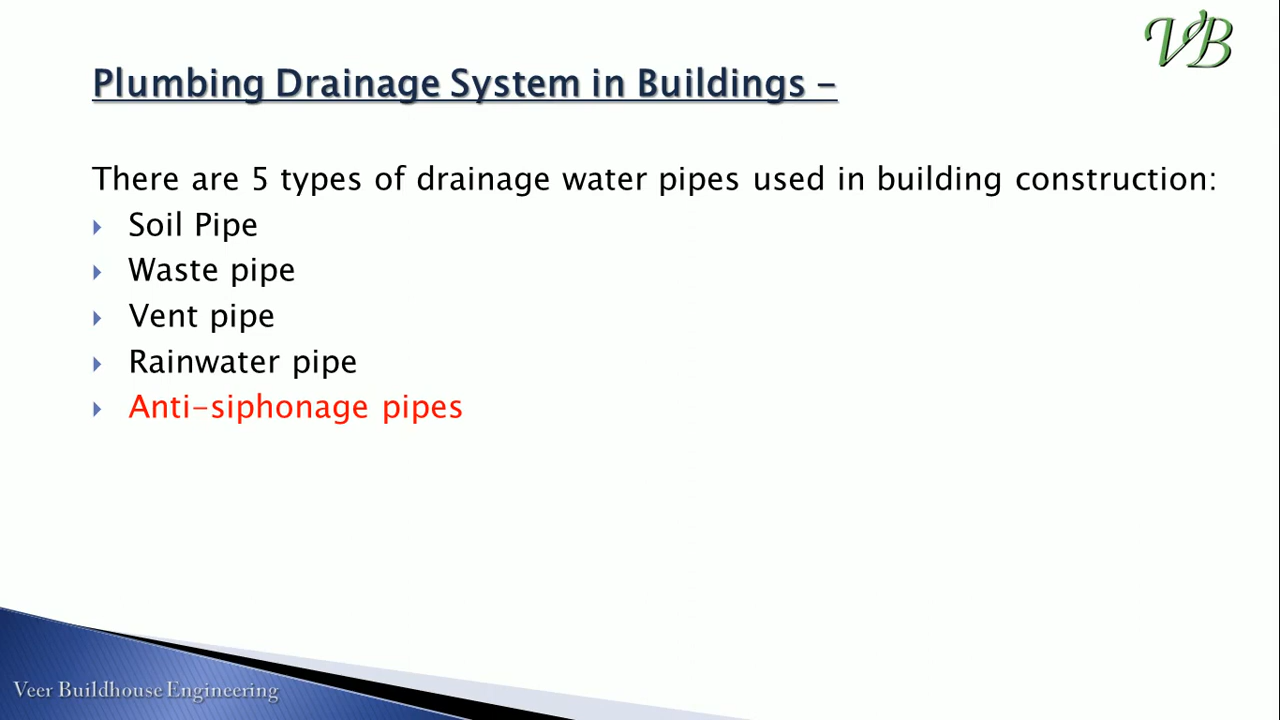 VB
Plumbing Drainage System in Buildings –
There are 5 types of drainage water pipes used in building construction:
Soil Pipe
Waste pipe
Vent pipe
Rainwater pipe
Anti-siphonage pipes
Veer Buildhouse Engineering